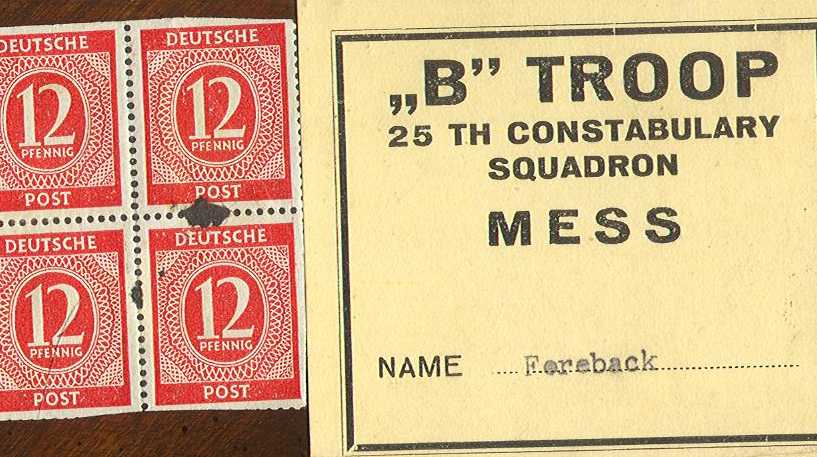 DEUTSCHE
12
PFENNIG
POST
DEUTSCHE
12
PFENNIG
POST
DEUTSCHE
12
PFENNIG
POST
DEUTSCHE
12
PFENNIG
POST
„B” TROOP
25 TH CONSTABULARY
SQUADRON
MESS
NAME Foreback